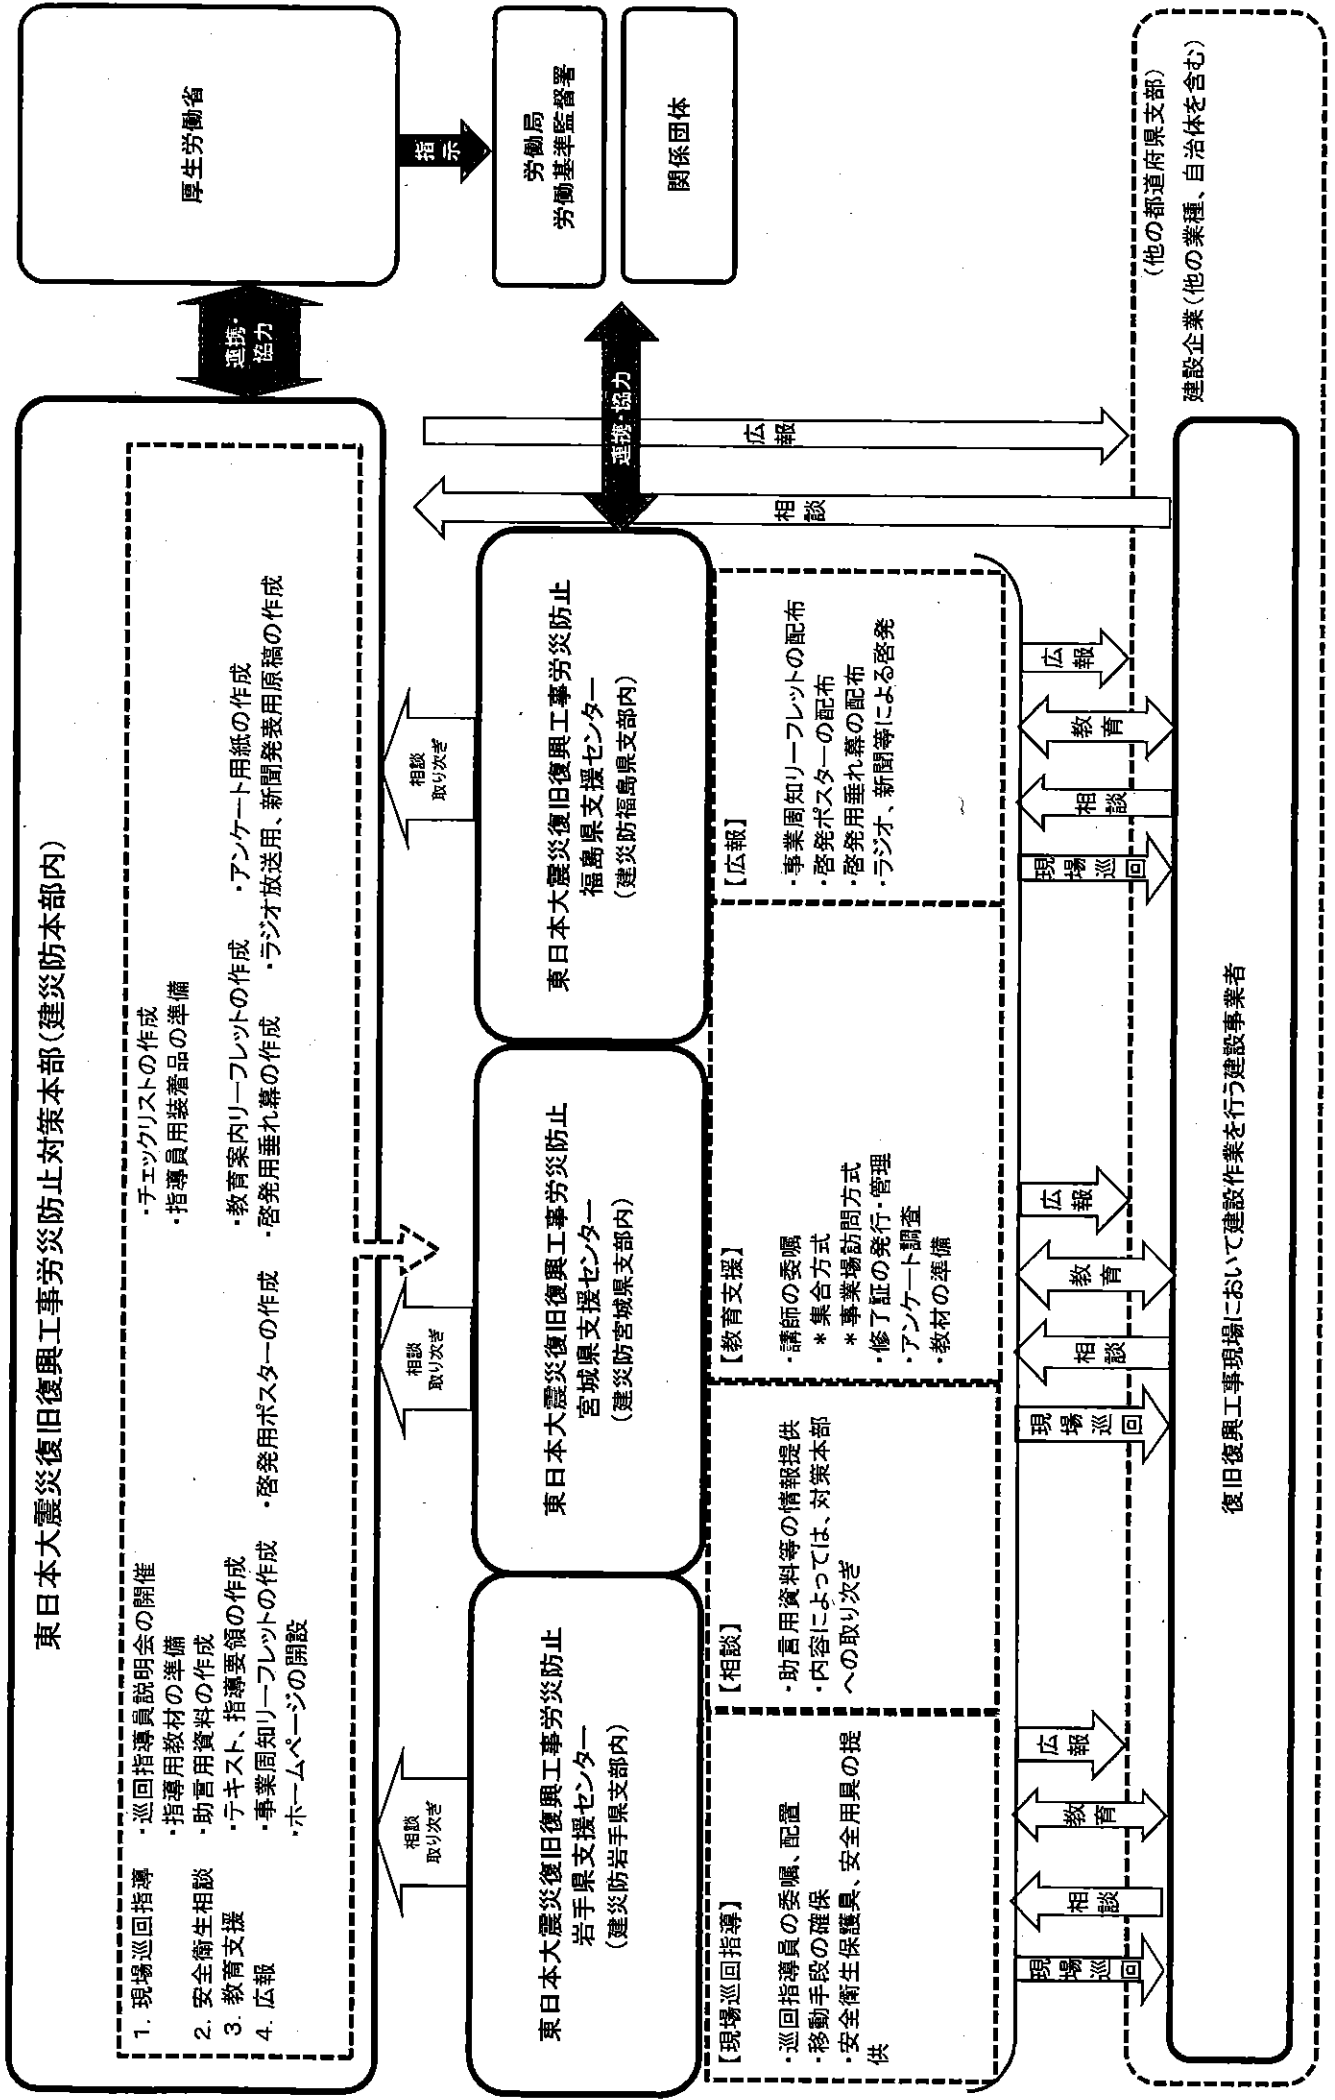 東日本大震災復旧復興工事労災防止対策本部(建災防本部内)
1. 現場巡回指導 ・巡回指導員説明会の開催 ・チェックリストの作成
・指導用教材の準備 ・指導員用装着品の準備
2. 安全衛生相談 ・助言用資料の作成
3. 教育支援 ・テキスト、指導要領の作成 ・教育案内リーフレットの作成 ・アンケート用紙の作成
4. 広報 ・事業周知リーフレットの作成 ・啓発用ポスターの作成 ・啓発用垂れ幕の作成 ・ラジオ放送用、新聞発表用原稿の作成
・ホームページの開設
連携・
協力
厚生労働省
指示
労働局
労働基準監督署
関係団体
連携・協力
相談
取り次ぎ
相談
取り次ぎ
相談
取り次ぎ
東日本大震災復旧復興工事労災防止
岩手県支援センター
(建災防岩手県支部内)
東日本大震災復旧復興工事労災防止
宮城県支援センター
(建災防宮城県支部内)
東日本大震災復旧復興工事労災防止
福島県支援センター
(建災防福島県支部内)
相談
広報
【現場巡回指導】
・巡回指導員の委嘱、配置
・移動手段の確保
・安全衛生保護具、安全用具の提
供
【相談】
・助言用資料等の情報提供
・内容によっては、対策本部
への取り次ぎ
【教育支援】
・講師の委嘱
＊集合方式
＊事業場訪問方式
・修了証の発行・管理
・アンケート調査
・教材の準備
【広報】
・事業周知リーフレットの配布
・啓発ポスターの配布
・啓発用垂れ幕の配布
・ラジオ、新聞等による啓発
現場巡回
相談
教育
広報
現場巡回
相談
教育
広報
現場巡回
相談
教育
広報
(他の都道府県支部)
建設企業(他の業種、自治体を含む)
復旧復興工事現場において建設作業を行う建設事業者